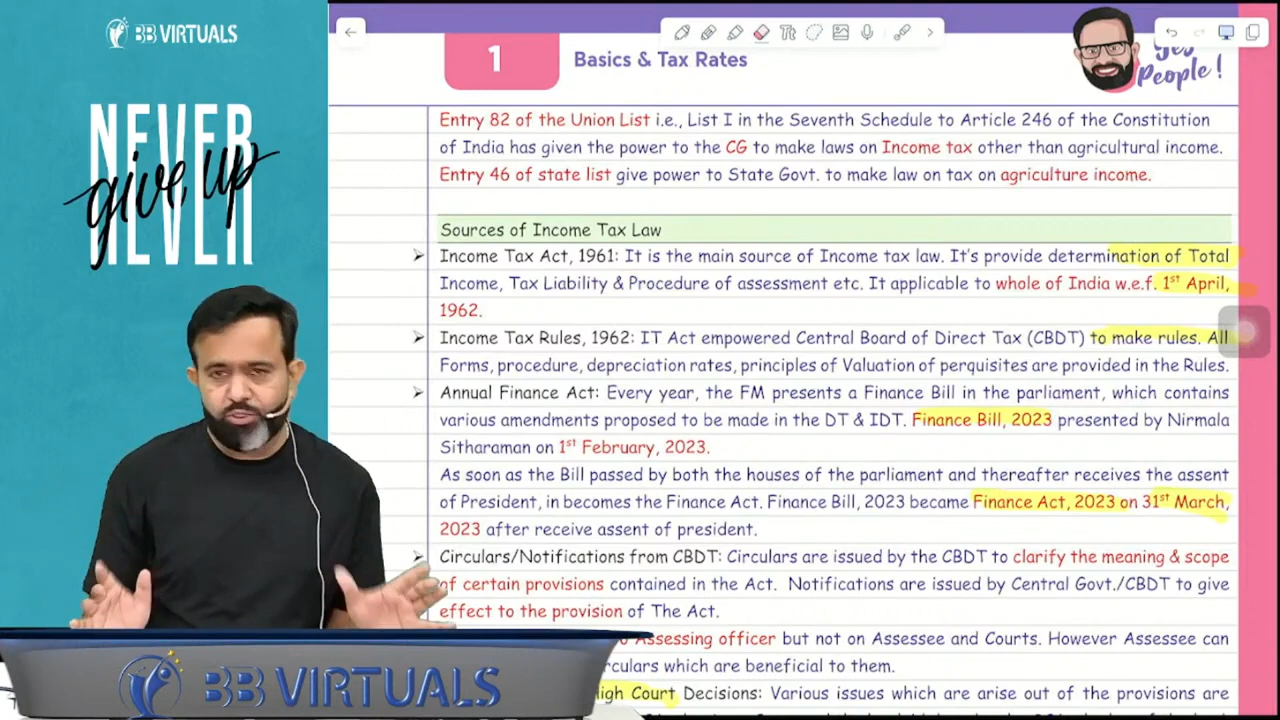 BB VIRTUALS
NEVER
give up
NEVER
1
Basics & Tax Rates
Yes
People !
Entry 82 of the Union List i.e., List I in the Seventh Schedule to Article 246 of the Constitution
of India has given the power to the CG to make laws on Income tax other than agricultural income.
Entry 46 of state list give power to State Govt. to make law on tax on agriculture income.
Sources of Income Tax Law
➢ Income Tax Act, 1961: It is the main source of Income tax law. It's provide determination of Total
Income, Tax Liability & Procedure of assessment etc. It applicable to whole of India w.e.f. 1st April,
1962.
➢ Income Tax Rules, 1962: IT Act empowered Central Board of Direct Tax (CBDT) to make rules. All
Forms, procedure, depreciation rates, principles of Valuation of perquisites are provided in the Rules.
➢ Annual Finance Act: Every year, the FM presents a Finance Bill in the parliament, which contains
various amendments proposed to be made in the DT & IDT. Finance Bill, 2023 presented by Nirmala
Sitharaman on 1st February, 2023.
As soon as the Bill passed by both the houses of the parliament and thereafter receives the assent
of President, in becomes the Finance Act. Finance Bill, 2023 became Finance Act, 2023 on 31st March,
2023 after receive assent of president.
➢ Circulars/Notifications from CBDT: Circulars are issued by the CBDT to clarify the meaning & scope
of certain provisions contained in the Act. Notifications are issued by Central Govt./CBDT to give
effect to the provision of The Act.
Assessing officer but not on Assessee and Courts. However Assessee can
rculars which are beneficial to them.
igh Court Decisions: Various issues which are arise out of the provisions are
BB VIRTUALS